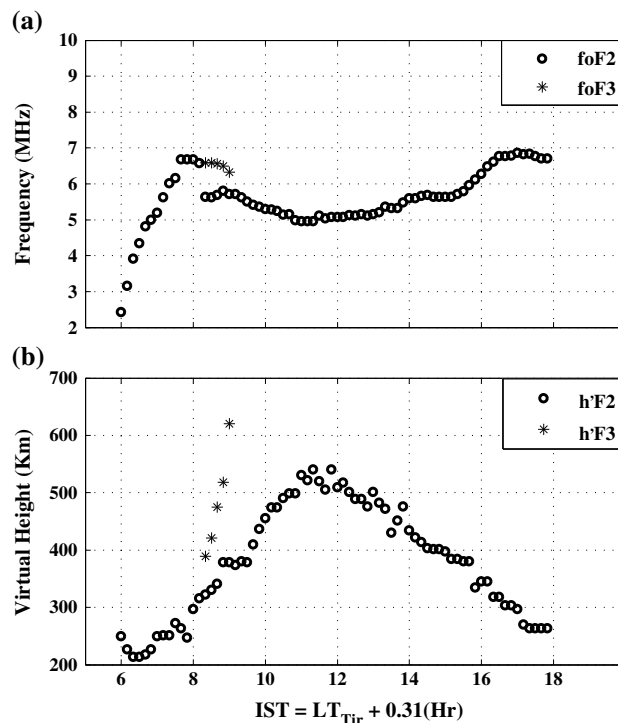 (a)
10
9
8
7
6
5
4
3
2
Frequency (MHz)
foF2
foF3
(b)
700
600
500
400
300
200
Virtual Height (Km)
h'F2
h'F3
6 8 10 12 14 16 18
IST = LT_Tir + 0.31(Hr)